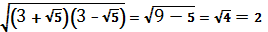 √((3 + √5)(3 − √5)) = √(9 − 5) = √4 = 2